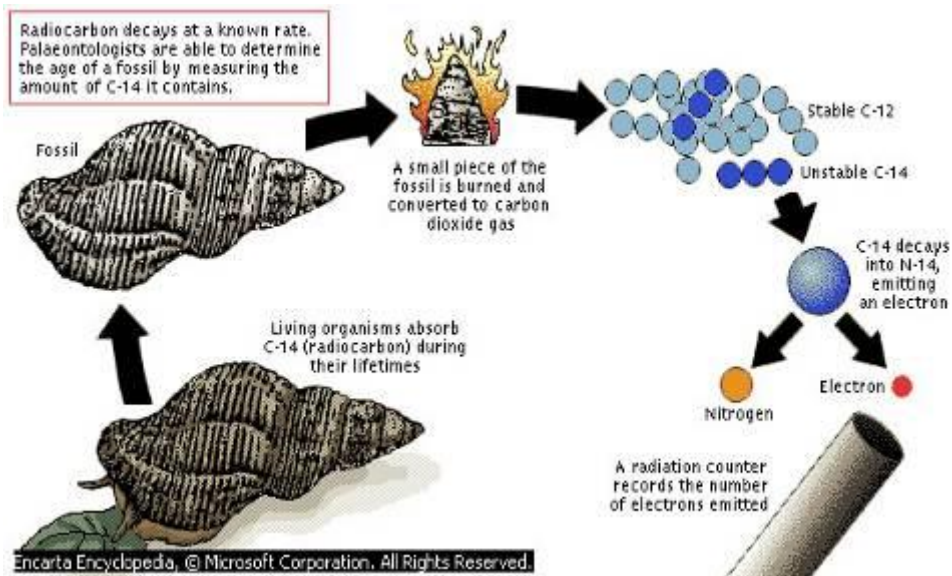 Radiocarbon decays at a known rate.
Palaeontologists are able to determine
the age of a fossil by measuring the
amount of C-14 it contains.
Fossil
A small piece of the
fossil is burned and
converted to carbon
dioxide gas
Stable C-12
Unstable C-14
C-14 decays
into N-14,
emitting
an electron
Living organisms absorb
C-14 (radiocarbon) during
their lifetimes
Nitrogen
Electron
A radiation counter
records the number
of electrons emitted
Encarta Encyclopedia, © Microsoft Corporation. All Rights Reserved.